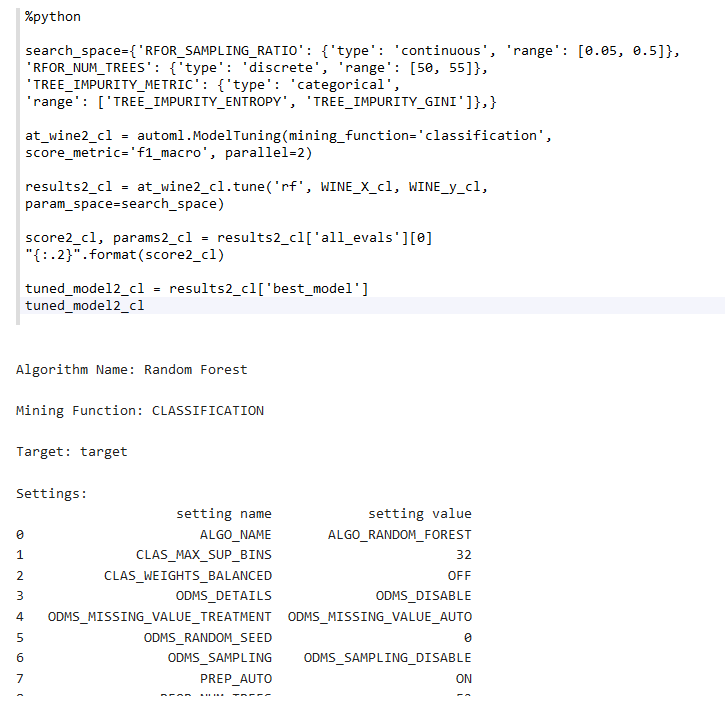 %python
search_space={'RFOR_SAMPLING_RATIO': {'type': 'continuous', 'range': [0.05, 0.5]},
'RFOR_NUM_TREES': {'type': 'discrete', 'range': [50, 55]},
'TREE_IMPURITY_METRIC': {'type': 'categorical',
'range': ['TREE_IMPURITY_ENTROPY', 'TREE_IMPURITY_GINI']},}
at_wine2_cl = automl.ModelTuning(mining_function='classification',
score_metric='f1_macro', parallel=2)
results2_cl = at_wine2_cl.tune('rf', WINE_X_cl, WINE_y_cl,
param_space=search_space)
score2_cl, params2_cl = results2_cl['all_evals'][0]
"{:.2}".format(score2_cl)
tuned_model2_cl = results2_cl['best_model']
tuned_model2_cl
Algorithm Name: Random Forest
Mining Function: CLASSIFICATION
Target: target
Settings:
setting name setting value
0 ALGO_NAME ALGO_RANDOM_FOREST
1 CLAS_MAX_SUP_BINS 32
2 CLAS_WEIGHTS_BALANCED OFF
3 ODMS_DETAILS ODMS_DISABLE
4 ODMS_MISSING_VALUE_TREATMENT ODMS_MISSING_VALUE_AUTO
5 ODMS_RANDOM_SEED 0
6 ODMS_SAMPLING ODMS_SAMPLING_DISABLE
7 PREP_AUTO ON